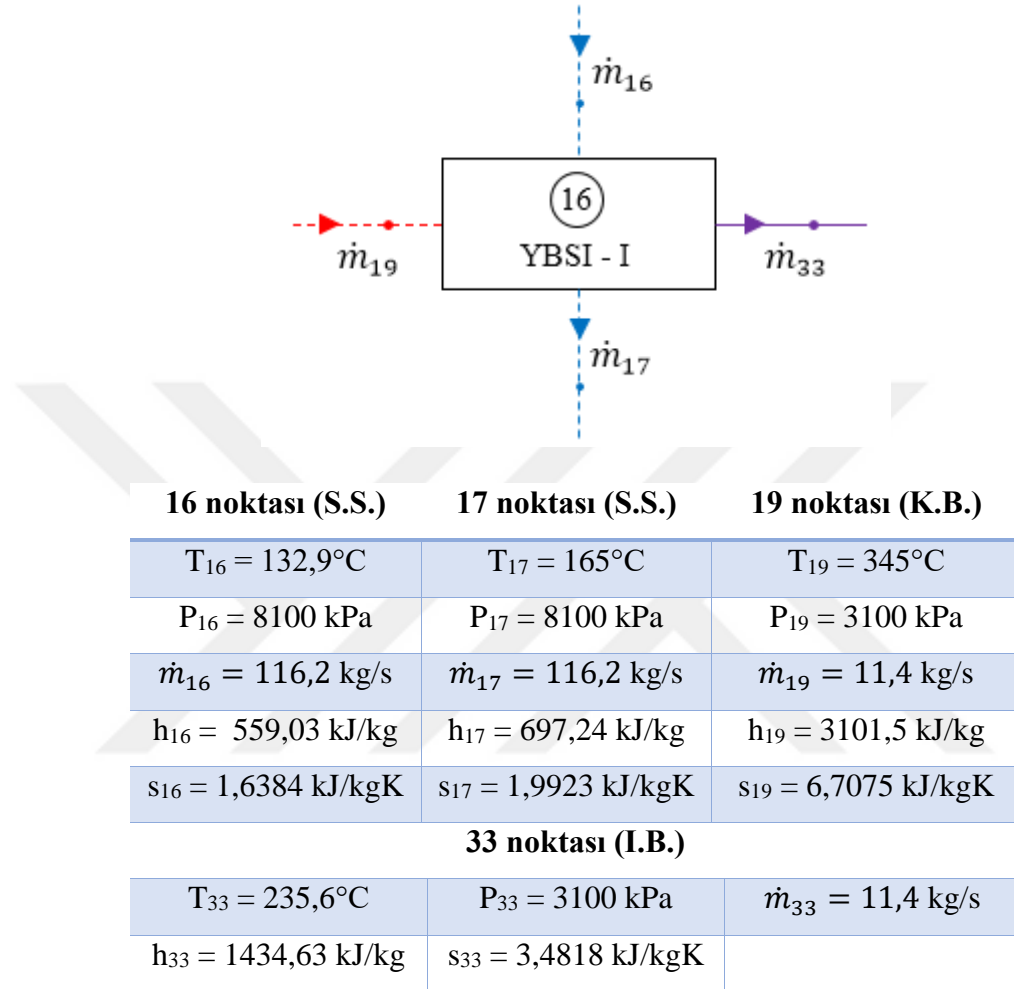 ṁ₁₆
16
YBSI - I
ṁ₁₉
ṁ₃₃
ṁ₁₇
16 noktası (S.S.) 17 noktası (S.S.) 19 noktası (K.B.)
T₁₆ = 132,9°C T₁₇ = 165°C T₁₉ = 345°C
P₁₆ = 8100 kPa P₁₇ = 8100 kPa P₁₉ = 3100 kPa
ṁ₁₆ = 116,2 kg/s ṁ₁₇ = 116,2 kg/s ṁ₁₉ = 11,4 kg/s
h₁₆ = 559,03 kJ/kg h₁₇ = 697,24 kJ/kg h₁₉ = 3101,5 kJ/kg
s₁₆ = 1,6384 kJ/kgK s₁₇ = 1,9923 kJ/kgK s₁₉ = 6,7075 kJ/kgK
33 noktası (I.B.)
T₃₃ = 235,6°C P₃₃ = 3100 kPa ṁ₃₃ = 11,4 kg/s
h₃₃ = 1434,63 kJ/kg s₃₃ = 3,4818 kJ/kgK